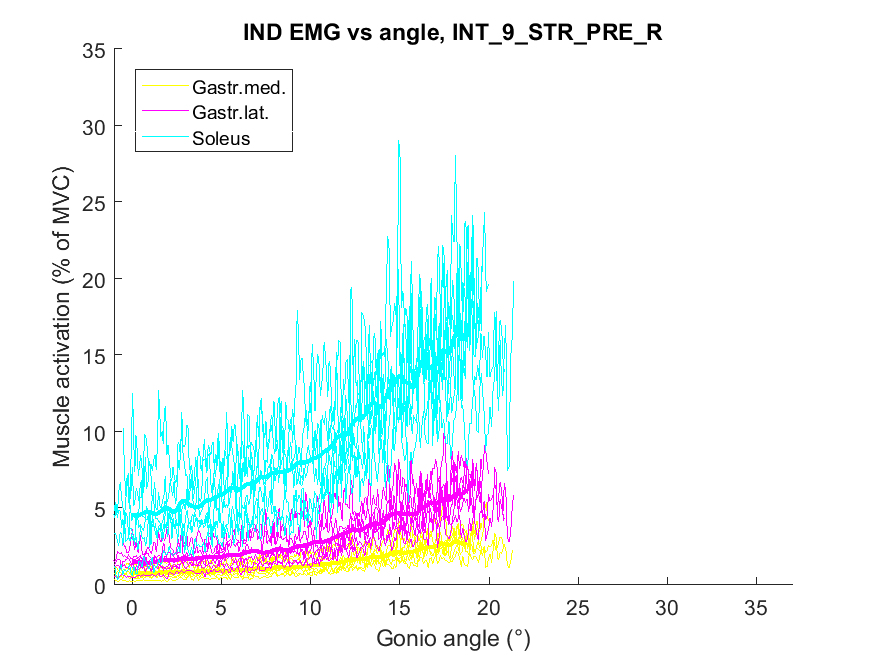 IND EMG vs angle, INT_9_STR_PRE_R
35
30
25
20
15
10
5
0
Muscle activation (% of MVC)
Gastr.med.
Gastr.lat.
Soleus
0 5 10 15 20 25 30 35
Gonio angle (°)